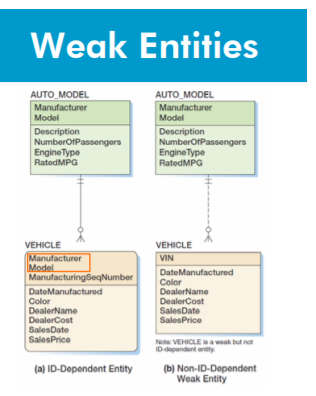 Weak Entities
AUTO_MODEL
Manufacturer
Model
Description
NumberOfPassengers
EngineType
RatedMPG
VEHICLE
Manufacturer
Model
ManufacturingSeqNumber
DateManufactured
Color
DealerName
DealerCost
SalesDate
SalesPrice
(a) ID-Dependent Entity
AUTO_MODEL
Manufacturer
Model
Description
NumberOfPassengers
EngineType
RatedMPG
VEHICLE
VIN
DateManufactured
Color
DealerName
DealerCost
SalesDate
SalesPrice
Note: VEHICLE is a weak but not
ID-dependent entity.
(b) Non-ID-Dependent
Weak Entity